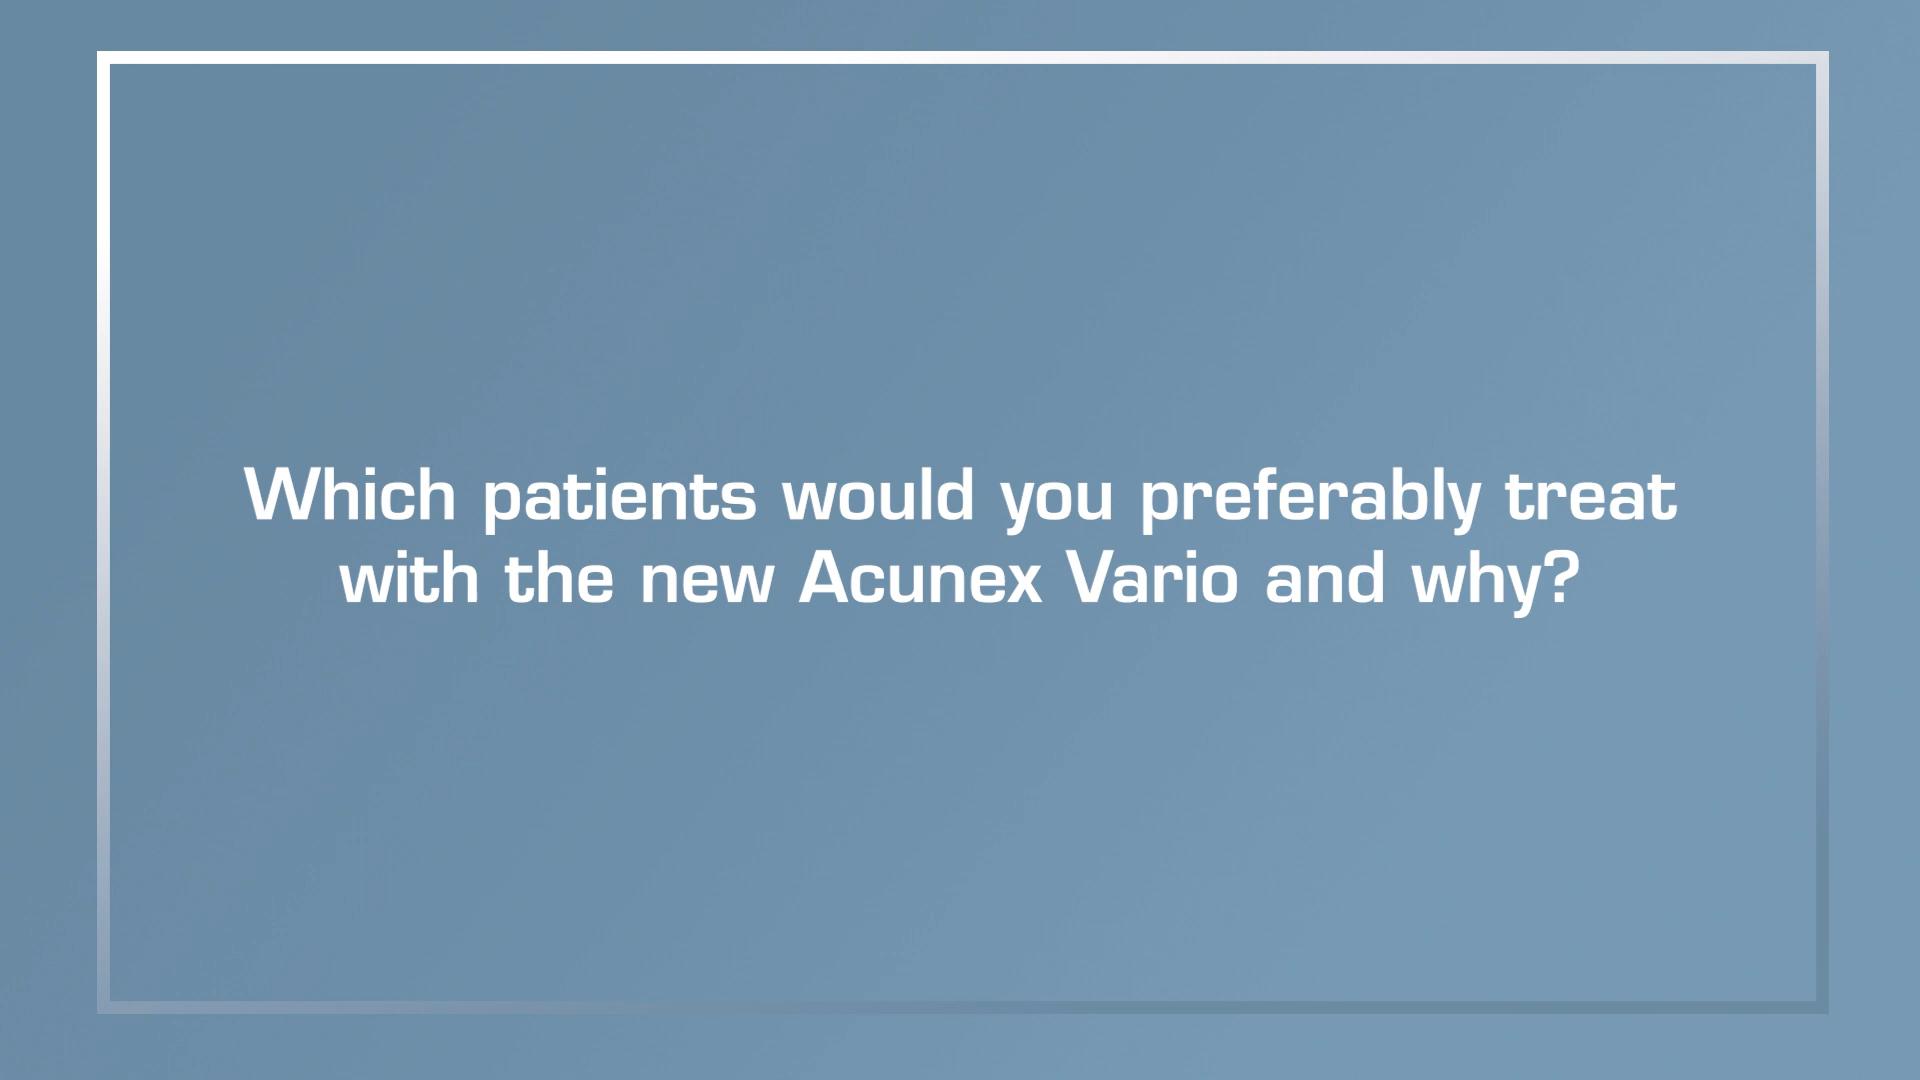 Which patients would you preferably treat
with the new Acunex Vario and why?